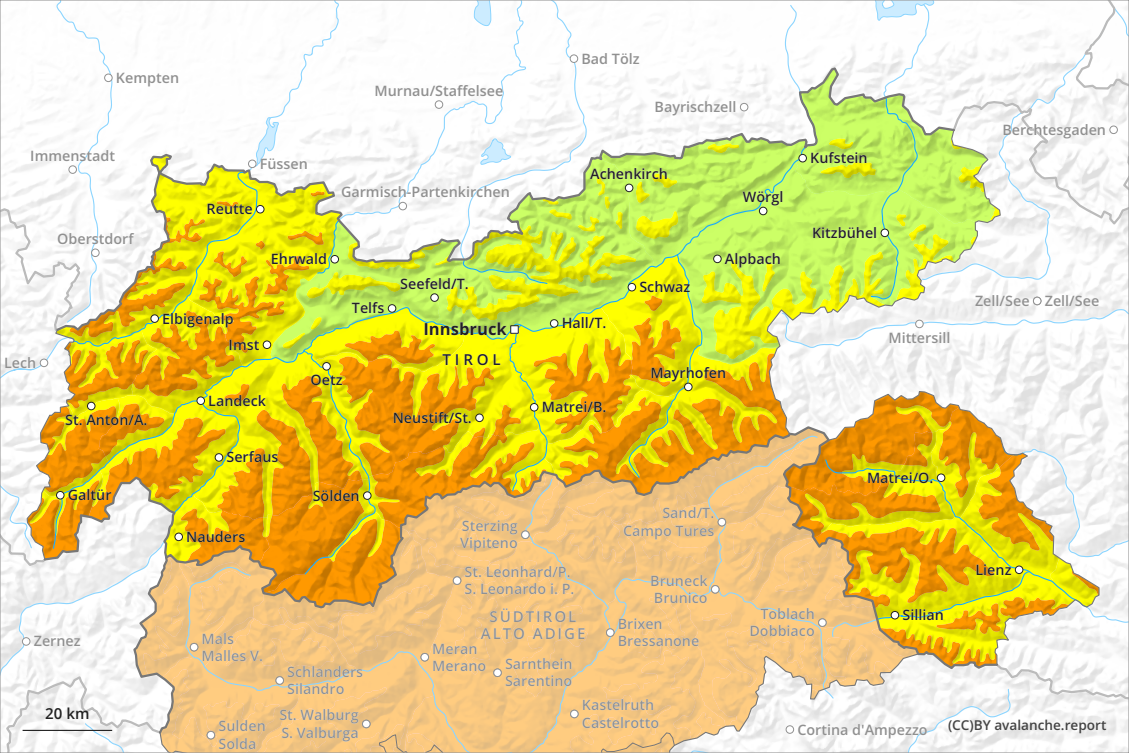 Kempten
Bad Tölz
Murnau/Staffelsee
Bayrischzell
Berchtesgaden
Immenstadt
Füssen
Kufstein
Achenkirch
Garmisch-Partenkirchen
Wörgl
Reutte
Oberstdorf
Kitzbühel
Ehrwald
Alpbach
Seefeld/T.
Schwaz
Zell/See
Zell/See
Telfs
Elbigenalp
Innsbruck
Hall/T.
Mittersill
Imst
TIROL
Lech
Oetz
Mayrhofen
Landeck
Matrei/B.
St. Anton/A.
Neustift/St.
Serfaus
Matrei/O.
Galtür
Sölden
Sand/T.
Campo Tures
Sterzing
Vipiteno
Nauders
St. Leonhard/P.
S. Leonardo i. P.
Lienz
Bruneck
Brunico
SÜDTIROL
ALTO ADIGE
Toblach
Dobbiaco
Sillian
Zernez
Mals
Malles V.
Brixen
Bressanone
Meran
Merano
Sarnthein
Sarentino
Schlanders
Silandro
20 km
St. Walburg
S. Valburga
Kastelruth
Castelrotto
Sulden
Solda
Cortina d'Ampezzo
(CC)BY avalanche.report